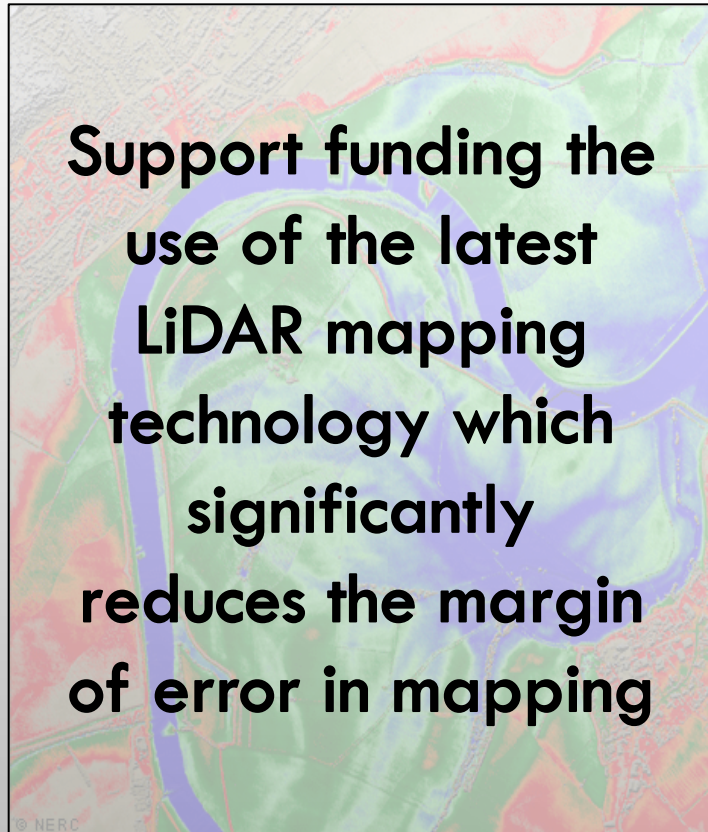 Support funding the
use of the latest
LiDAR mapping
technology which
significantly
reduces the margin
of error in mapping
© NERC